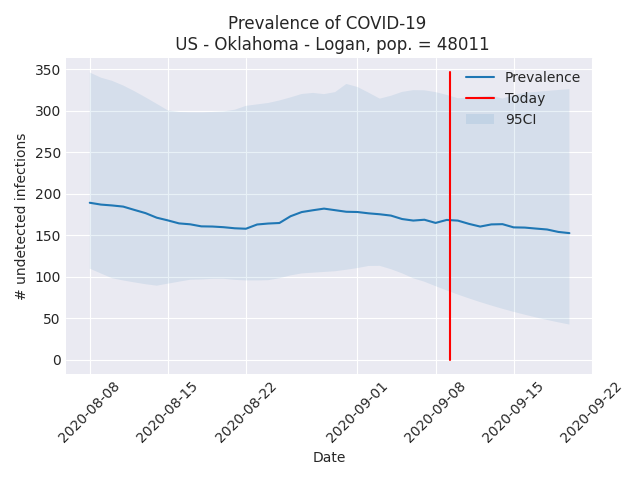 Prevalence of COVID-19
US - Oklahoma - Logan, pop. = 48011
Prevalence
Today
95CI
# undetected infections
350
300
250
200
150
100
50
0
2020-08-08
2020-08-15
2020-08-22
2020-09-01
2020-09-08
2020-09-15
2020-09-22
Date